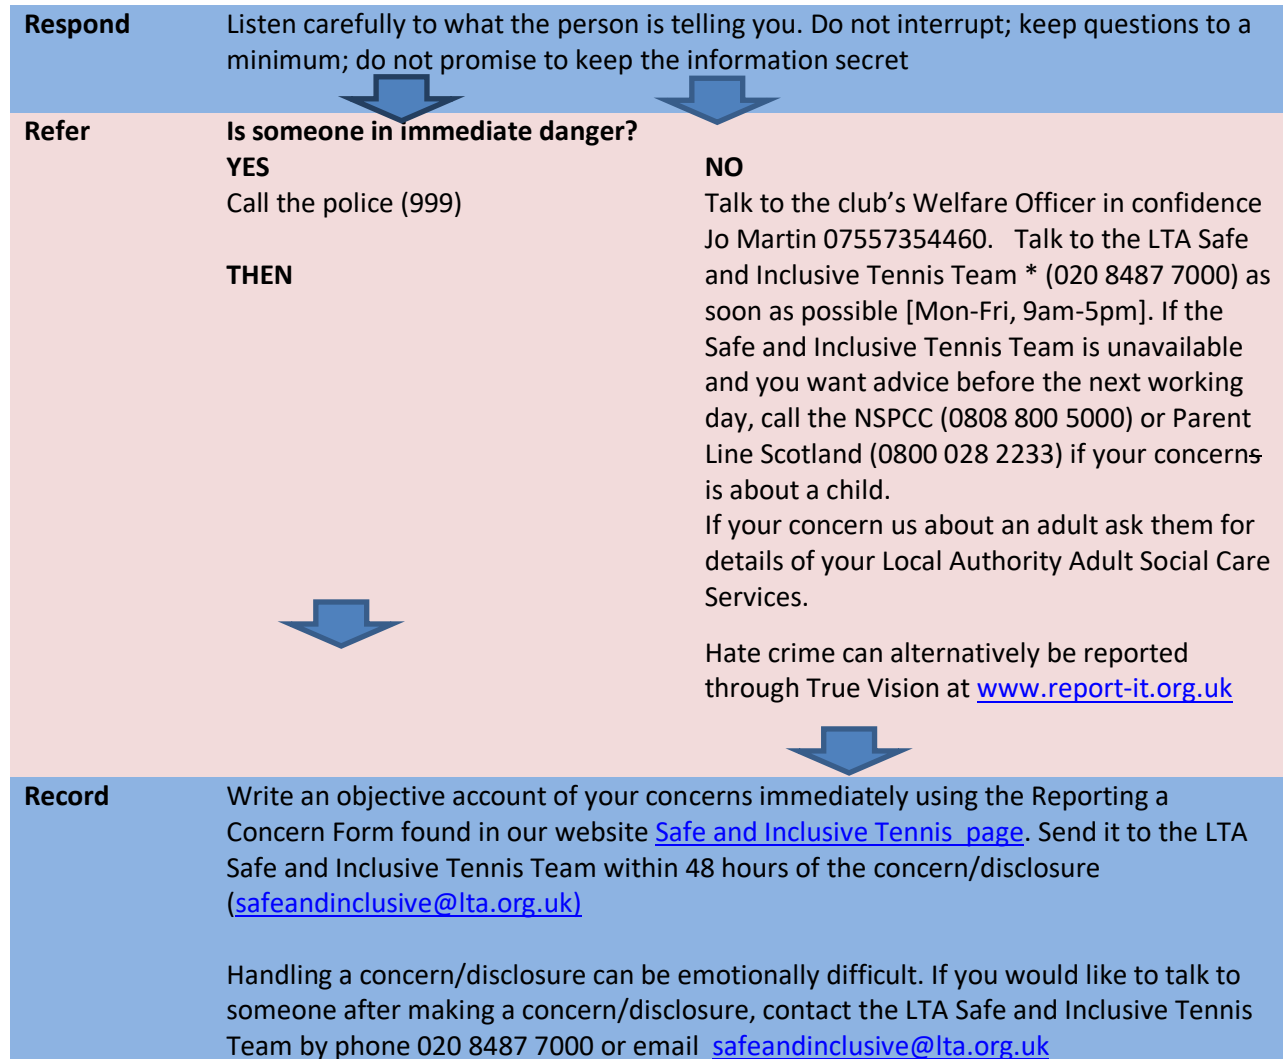 Respond
Listen carefully to what the person is telling you. Do not interrupt; keep questions to a
minimum; do not promise to keep the information secret
Refer
Is someone in immediate danger?
YES
Call the police (999)
THEN
NO
Talk to the club’s Welfare Officer in confidence
Jo Martin 07557354460.   Talk to the LTA Safe
and Inclusive Tennis Team * (020 8487 7000) as
soon as possible [Mon-Fri, 9am-5pm]. If the
Safe and Inclusive Tennis Team is unavailable
and you want advice before the next working
day, call the NSPCC (0808 800 5000) or Parent
Line Scotland (0800 028 2233) if your concerns
is about a child.
If your concern us about an adult ask them for
details of your Local Authority Adult Social Care
Services.
Hate crime can alternatively be reported
through True Vision at www.report-it.org.uk
Record
Write an objective account of your concerns immediately using the Reporting a
Concern Form found in our website Safe and Inclusive Tennis  page. Send it to the LTA
Safe and Inclusive Tennis Team within 48 hours of the concern/disclosure
(safeandinclusive@lta.org.uk)
Handling a concern/disclosure can be emotionally difficult. If you would like to talk to
someone after making a concern/disclosure, contact the LTA Safe and Inclusive Tennis
Team by phone 020 8487 7000 or email  safeandinclusive@lta.org.uk